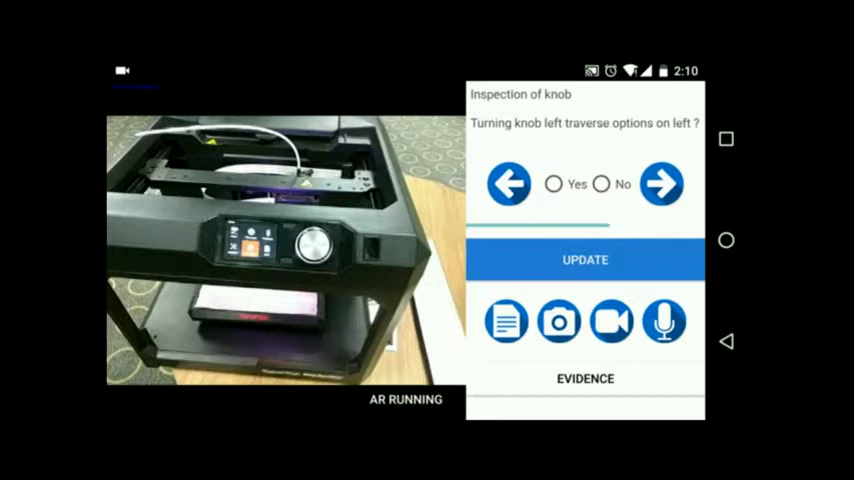 2:10
Inspection of knob
Turning knob left traverse options on left ?
Yes
No
UPDATE
EVIDENCE
AR RUNNING